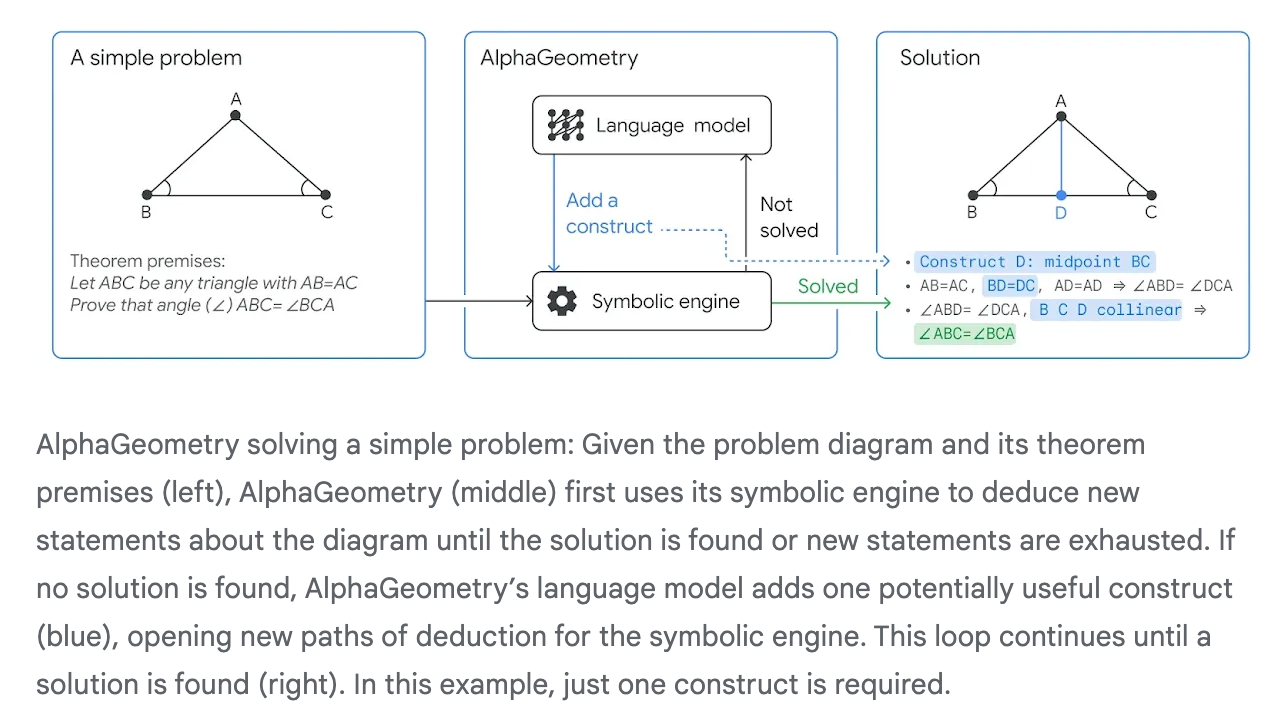 A simple problem
A
B
C
Theorem premises:
Let ABC be any triangle with AB=AC
Prove that angle (∠) ABC= ∠BCA
AlphaGeometry
Language model
Add a
construct
Not
solved
Symbolic engine
Solved
Solution
A
B
D
C
• Construct D: midpoint BC
• AB=AC, BD=DC, AD=AD ⇒ ∠ABD= ∠DCA
• ∠ABD= ∠DCA, B C D collinear ⇒
∠ABC=∠BCA
AlphaGeometry solving a simple problem: Given the problem diagram and its theorem
premises (left), AlphaGeometry (middle) first uses its symbolic engine to deduce new
statements about the diagram until the solution is found or new statements are exhausted. If
no solution is found, AlphaGeometry’s language model adds one potentially useful construct
(blue), opening new paths of deduction for the symbolic engine. This loop continues until a
solution is found (right). In this example, just one construct is required.